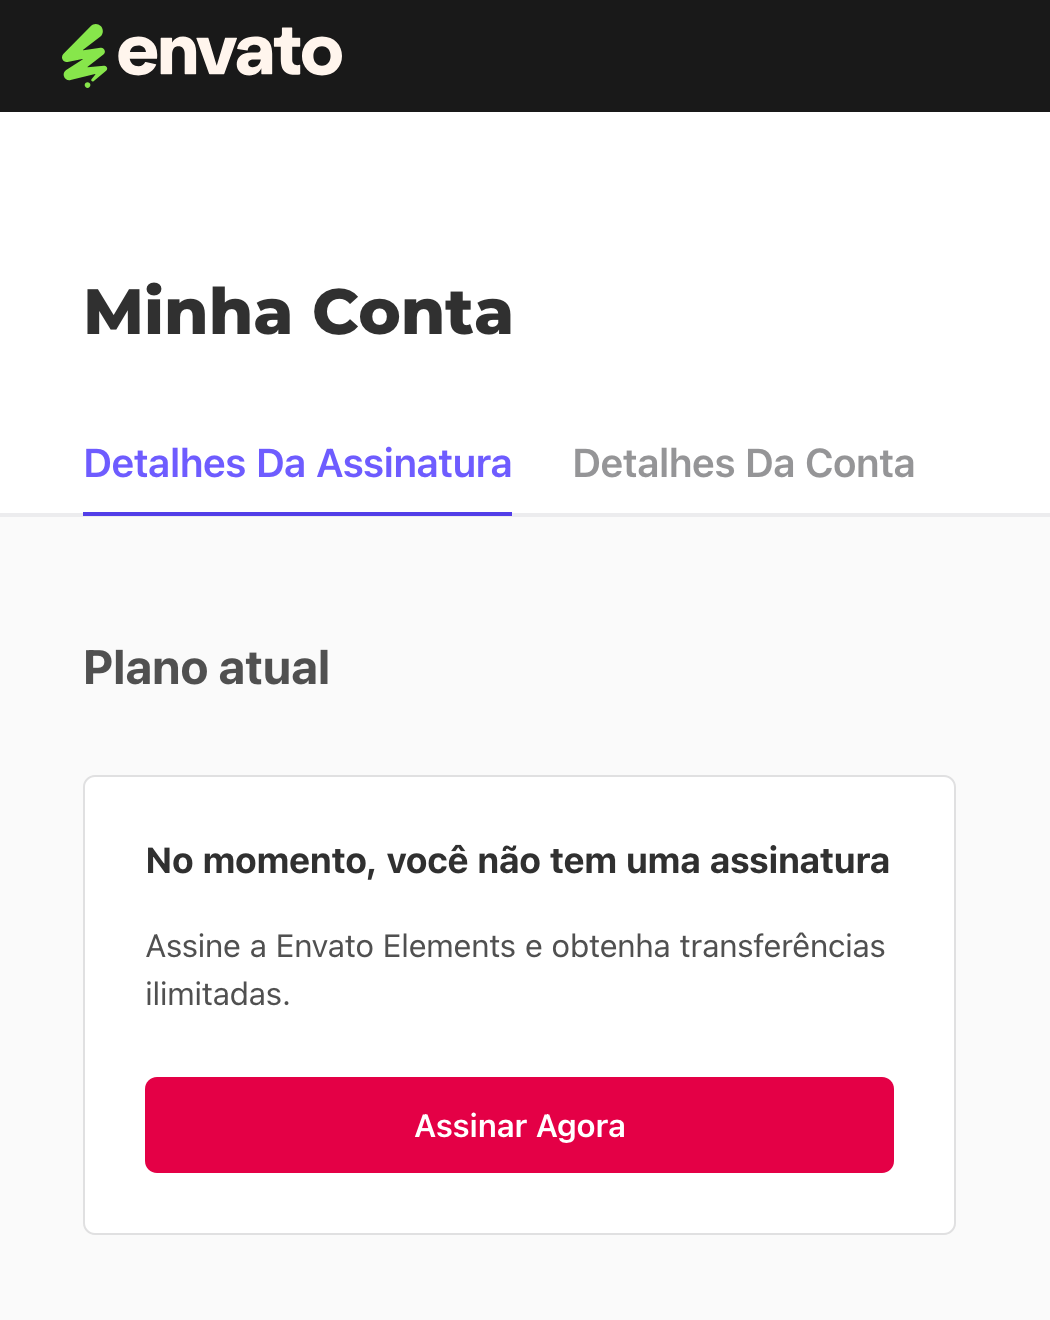 envato
Minha Conta
Detalhes Da Assinatura
Detalhes Da Conta
Plano atual
No momento, você não tem uma assinatura
Assine a Envato Elements e obtenha transferências
ilimitadas.
Assinar Agora